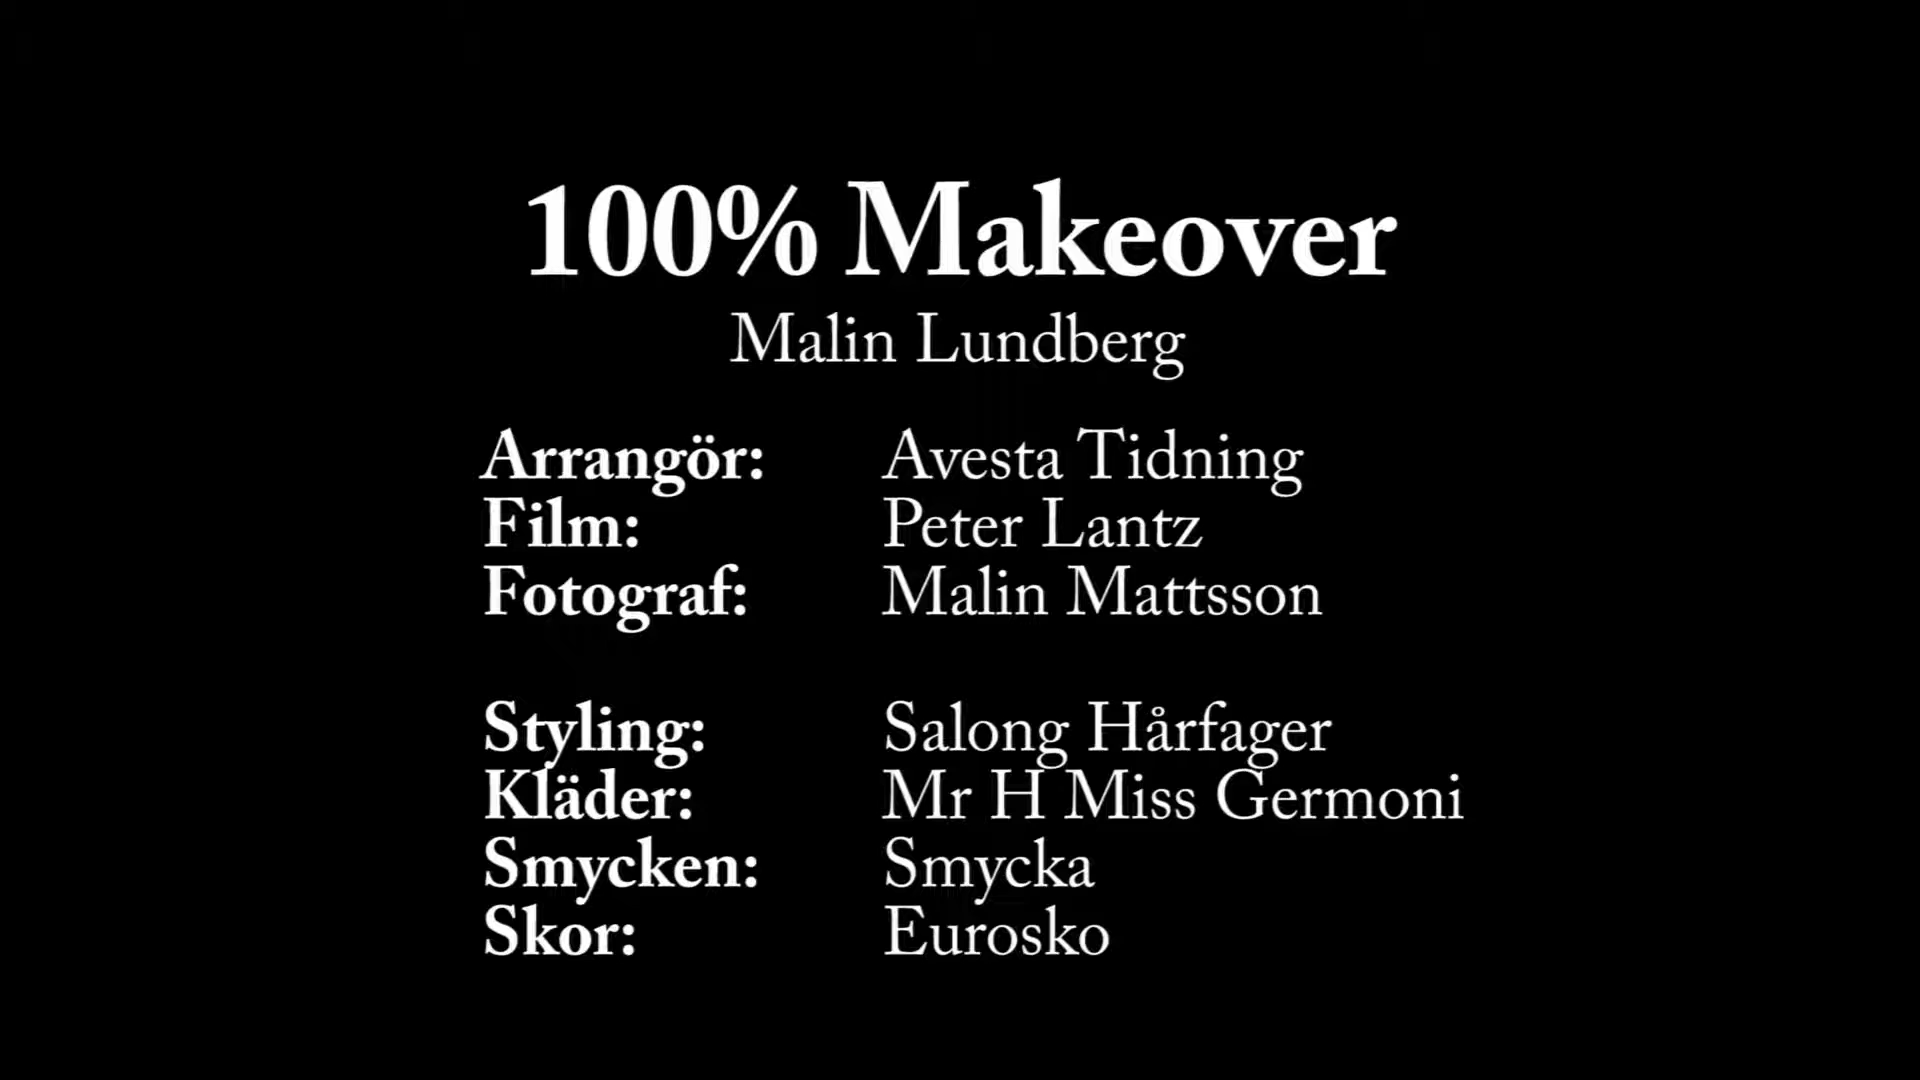 100% Makeover
Malin Lundberg
Arrangör: Avesta Tidning
Film: Peter Lantz
Fotograf: Malin Mattsson
Styling: Salong Hårfager
Kläder: Mr H Miss Germoni
Smycken: Smycka
Skor: Eurosko